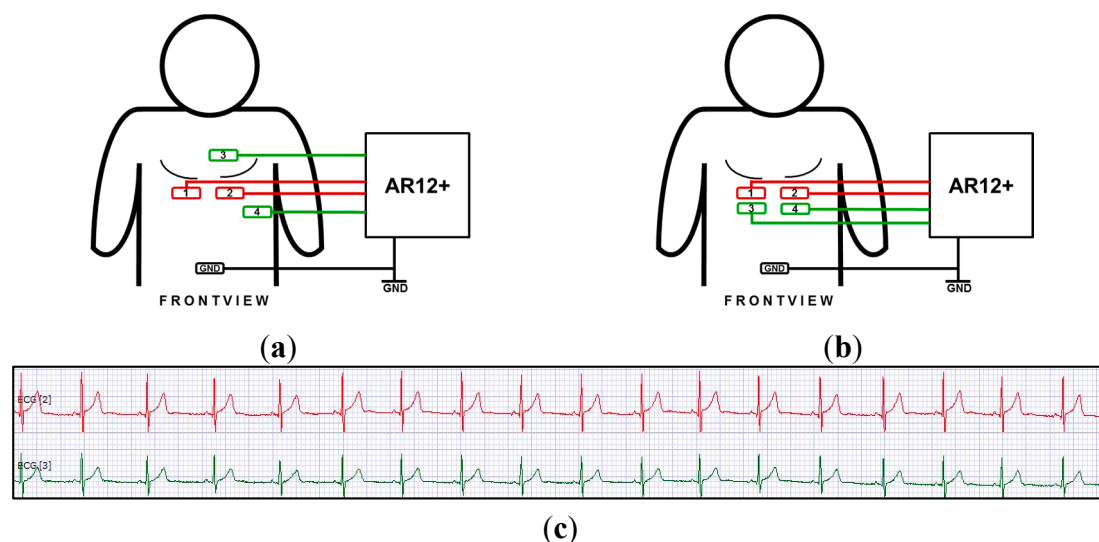 3
1
2
4
AR12+
GND
GND
FRONTVIEW
(a)
1
2
3
4
AR12+
GND
GND
FRONTVIEW
(b)
ECG [2]
ECG [3]
(c)